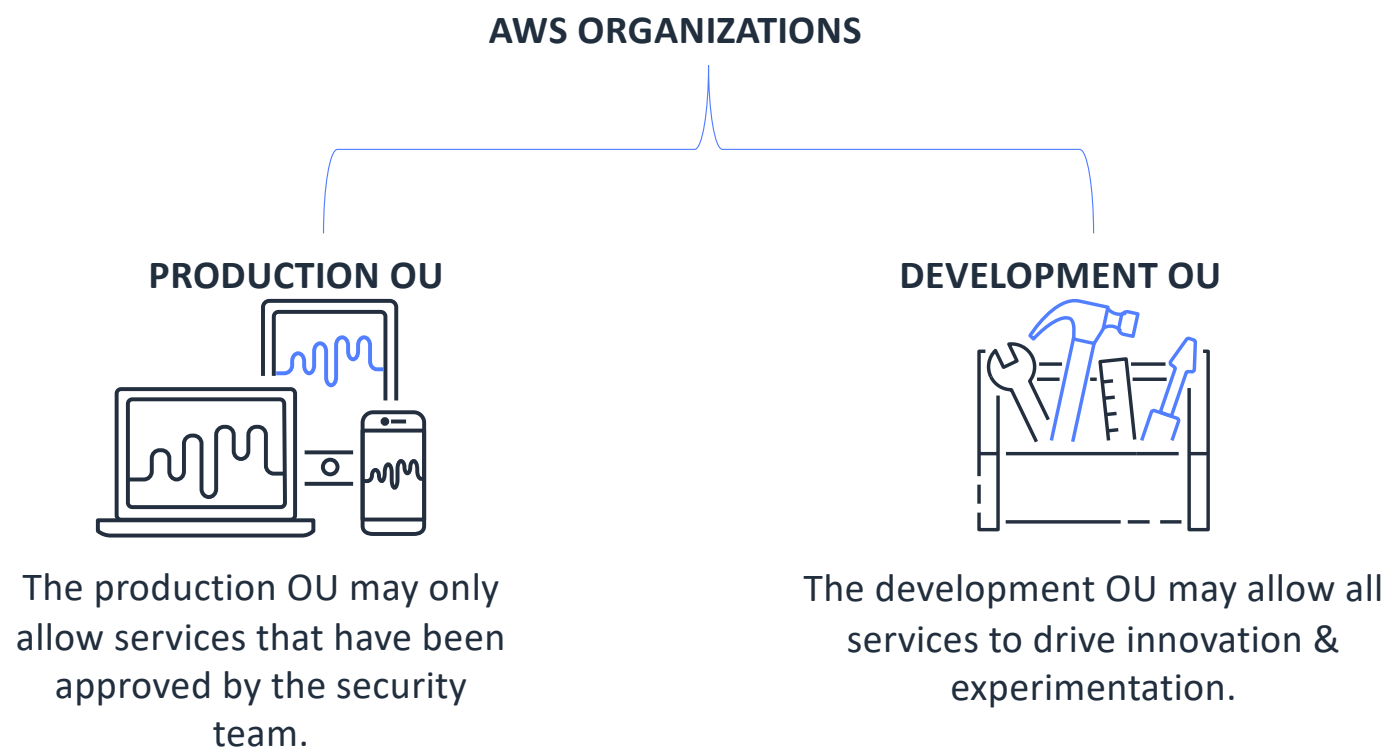 AWS ORGANIZATIONS
PRODUCTION OU
The production OU may only
allow services that have been
approved by the security
team.
DEVELOPMENT OU
The development OU may allow all
services to drive innovation &
experimentation.